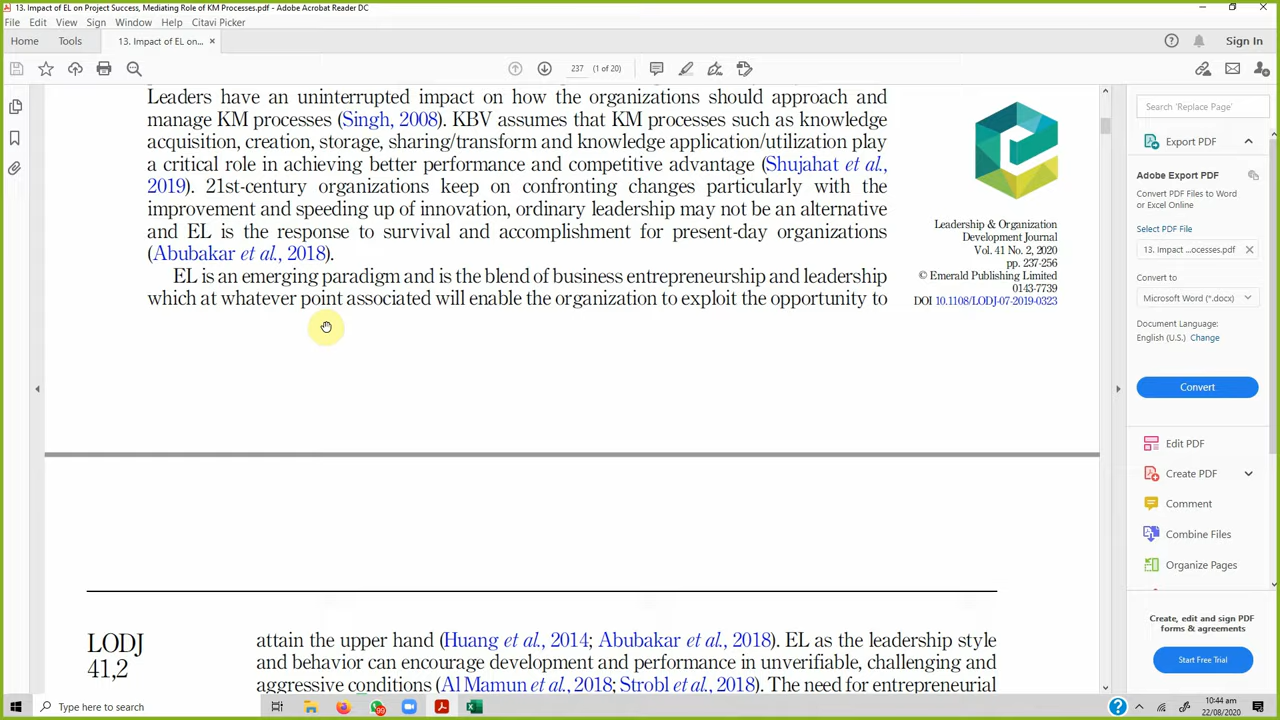 13. Impact of EL on Project Success, Mediating Role of KM Processes.pdf - Adobe Acrobat Reader DC
File Edit View Sign Window Help Citavi Picker
Home Tools 13. Impact of EL on... × Sign In
237 (1 of 20)
Leaders have an uninterrupted impact on how the organizations should approach and
manage KM processes (Singh, 2008). KBV assumes that KM processes such as knowledge
acquisition, creation, storage, sharing/transform and knowledge application/utilization play
a critical role in achieving better performance and competitive advantage (Shujahat et al.,
2019). 21st-century organizations keep on confronting changes particularly with the
improvement and speeding up of innovation, ordinary leadership may not be an alternative
and EL is the response to survival and accomplishment for present-day organizations
(Abubakar et al., 2018).
EL is an emerging paradigm and is the blend of business entrepreneurship and leadership
which at whatever point associated will enable the organization to exploit the opportunity to
Leadership & Organization
Development Journal
Vol. 41 No. 2, 2020
pp. 237-256
© Emerald Publishing Limited
0143-7739
DOI 10.1108/LODJ-07-2019-0323
LODJ
41,2
attain the upper hand (Huang et al., 2014; Abubakar et al., 2018). EL as the leadership style
and behavior can encourage development and performance in unverifiable, challenging and
aggressive conditions (Al Mamun et al., 2018; Strobl et al., 2018). The need for entrepreneurial
Search 'Replace Page'
Export PDF
Adobe Export PDF
Convert PDF Files to Word
or Excel Online
Select PDF File
13. Impact ...ocesses.pdf ×
Convert to
Microsoft Word (*.docx)
Document Language:
English (U.S.) Change
Convert
Edit PDF
Create PDF
Comment
Combine Files
Organize Pages
Create, edit and sign PDF
forms & agreements
Start Free Trial
Type here to search
99
10:44 am
22/08/2020